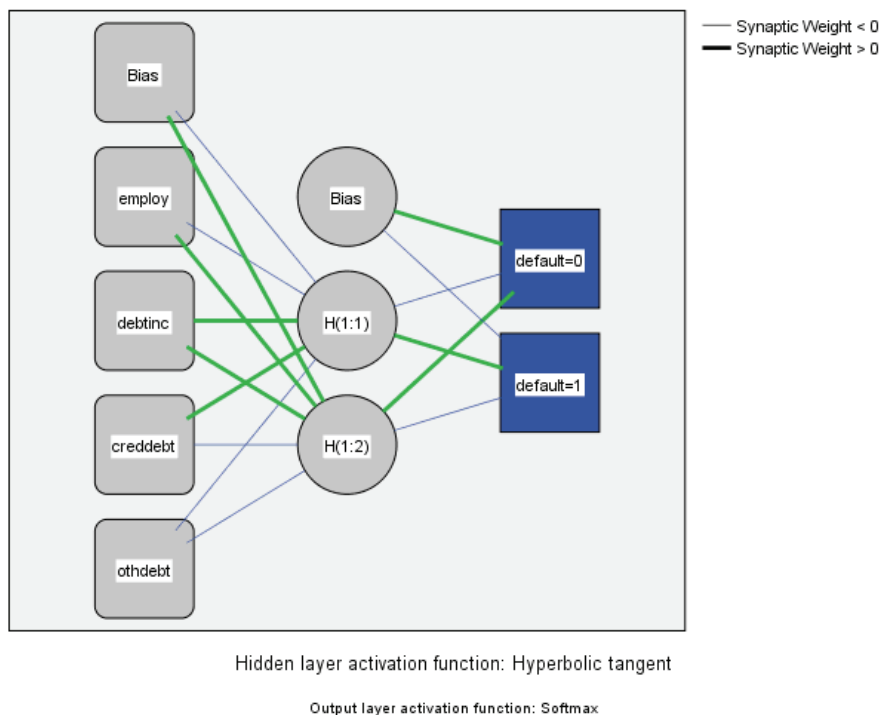 Synaptic Weight < 0
Synaptic Weight > 0
Bias
employ
Bias
default=0
debtinc
H(1:1)
default=1
creddebt
H(1:2)
othdebt
Hidden layer activation function: Hyperbolic tangent
Output layer activation function: Softmax